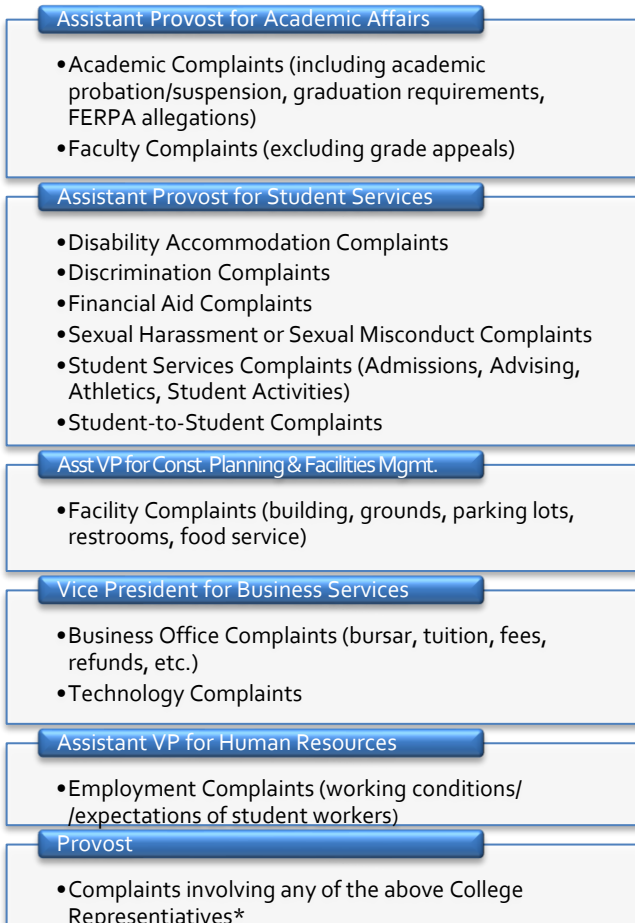 Assistant Provost for Academic Affairs
•Academic Complaints (including academic
probation/suspension, graduation requirements,
FERPA allegations)
•Faculty Complaints (excluding grade appeals)
Assistant Provost for Student Services
•Disability Accommodation Complaints
•Discrimination Complaints
•Financial Aid Complaints
•Sexual Harassment or Sexual Misconduct Complaints
•Student Services Complaints (Admissions, Advising,
Athletics, Student Activities)
•Student-to-Student Complaints
Asst VP for Const. Planning & Facilities Mgmt.
•Facility Complaints (building, grounds, parking lots,
restrooms, food service)
Vice President for Business Services
•Business Office Complaints (bursar, tuition, fees,
refunds, etc.)
•Technology Complaints
Assistant VP for Human Resources
•Employment Complaints (working conditions/
/expectations of student workers)
Provost
•Complaints involving any of the above College
Representiatives*